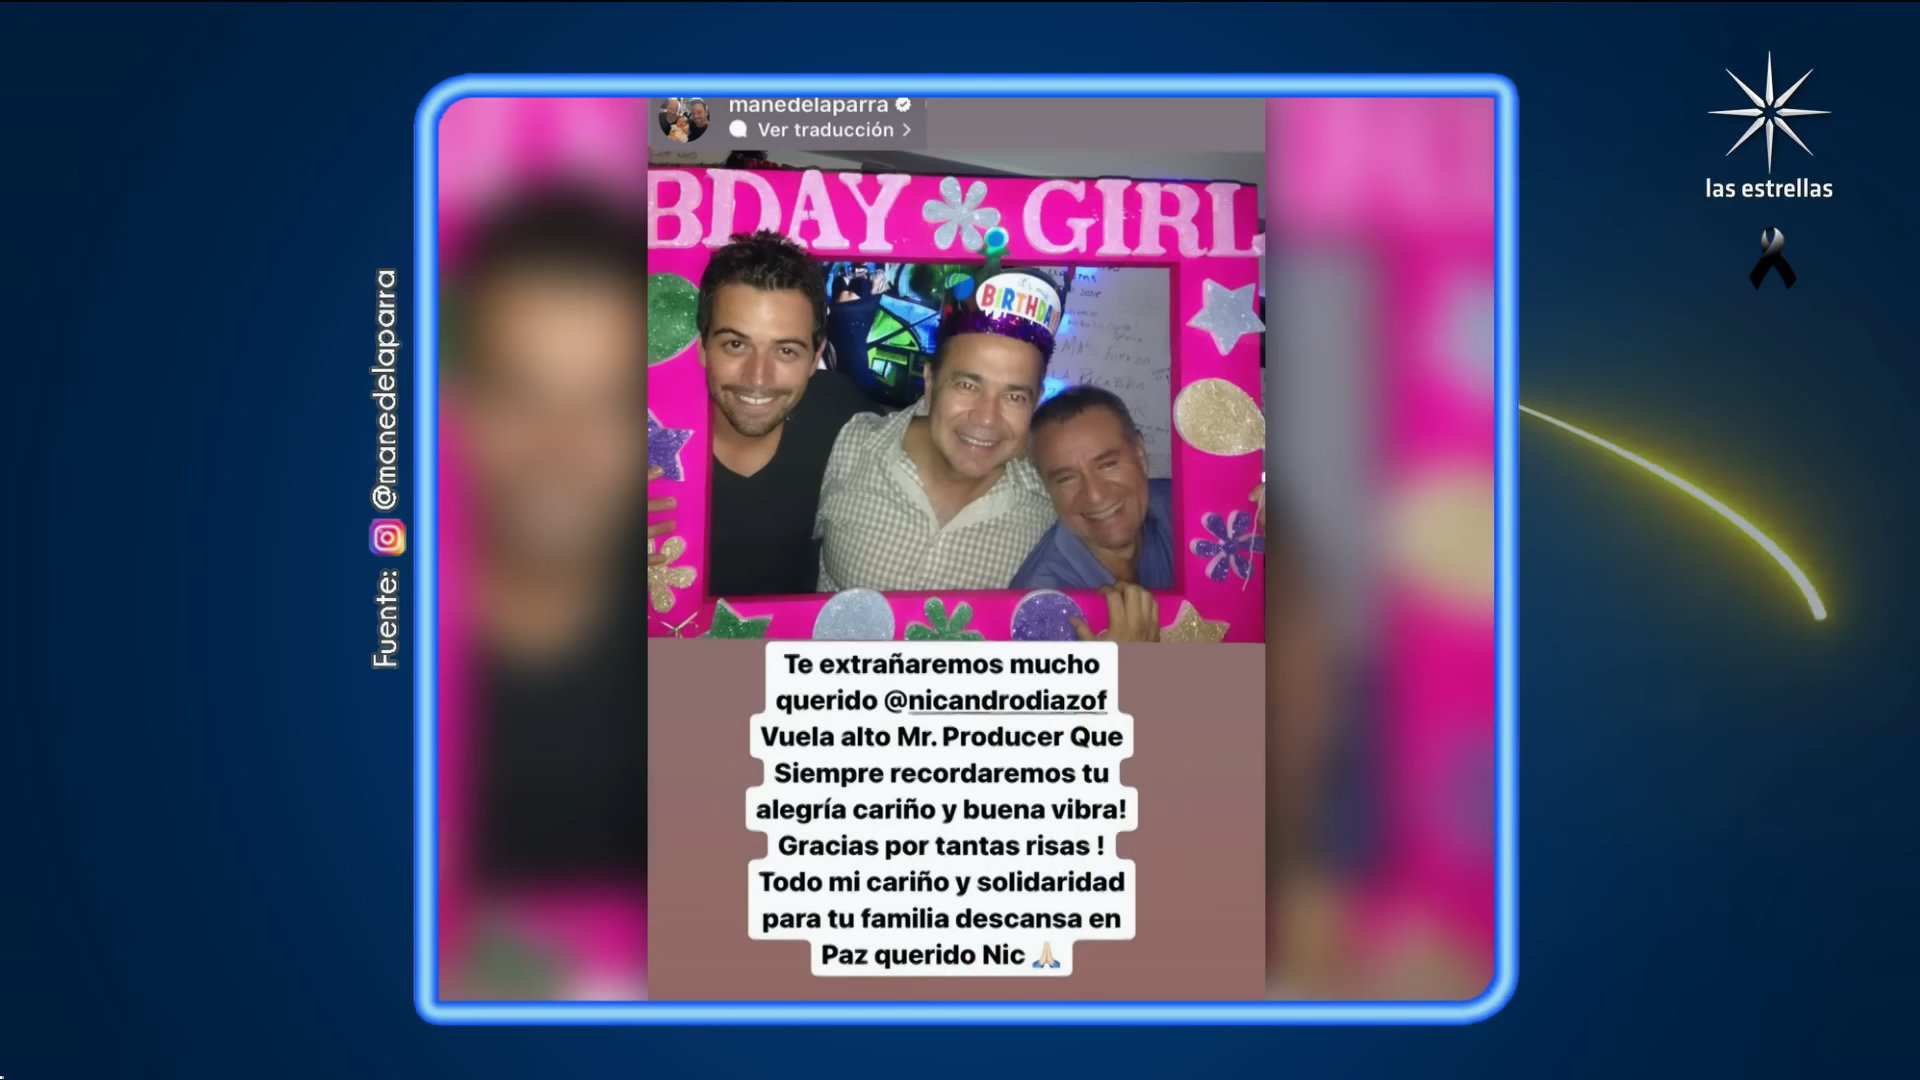 manedelaparra
Ver traducción
BDAY GIRL
BIRTHDAY
Te extrañaremos mucho
querido @nicandrodiazof
Vuela alto Mr. Producer Que
Siempre recordaremos tu
alegría cariño y buena vibra!
Gracias por tantas risas !
Todo mi cariño y solidaridad
para tu familia descansa en
Paz querido Nic 🙏🏻
Fuente: @manedelaparra
las estrellas